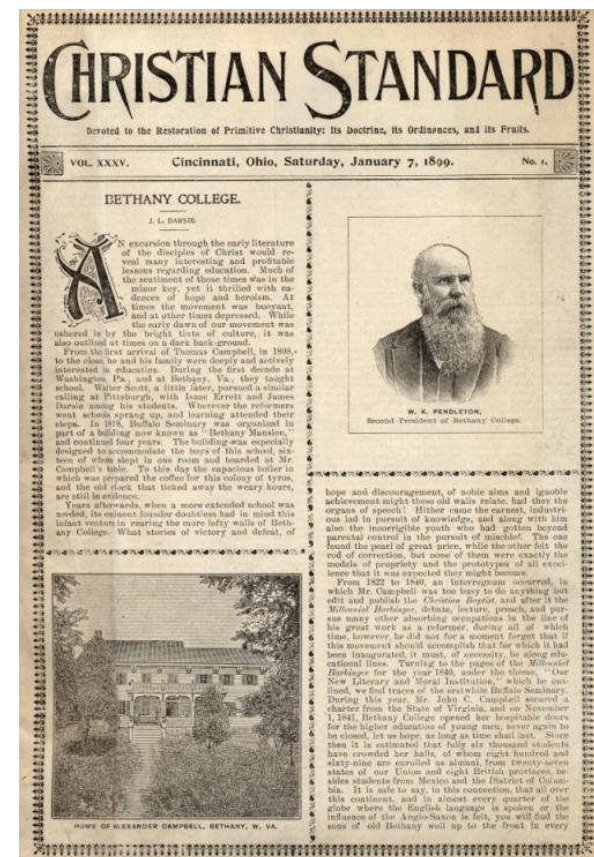 CHRISTIAN STANDARD
Devoted to the Restoration of Primitive Christianity: Its Doctrine, Its Ordinances, and its Fruits.
VOL. XXXV. Cincinnati, Ohio, Saturday, January 7, 1899. No. 1.
BETHANY COLLEGE.
J. L. DARSIE.
AN excursion through the early literature
of the disciples of Christ would re-
veal many interesting and profitable
lessons regarding education. Much of
the sentiment of those times was in the
minor key, yet it thrilled with ca-
dences of hope and heroism. At
times the movement was buoyant,
and at other times depressed. While
the early dawn of our movement was
ushered in by the bright tints of culture, it was
also outlined at times on a dark back-ground.
From the first arrival of Thomas Campbell, in 1808,
to the close, he and his family were deeply and actively
interested in education. During the first decade at
Washington, Pa., and at Bethany, Va., they taught
school. Walter Scott, a little later, pursued a similar
calling at Pittsburgh, with Isaac Errett and James
Darsie among his students. Wherever the reformers
went schools sprang up, and learning attended their
steps. In 1818, Buffalo Seminary was organized in
part of a building now known as "Bethany Mansion,"
and continued four years. The building was especially
designed to accommodate the boys of this school, six-
teen of whom slept in one room and boarded at Mr.
Campbell's table. To this day the capacious boiler in
which was prepared the coffee for this colony of tyros,
and the old clock that ticked away the weary hours,
are still in evidence.
Years afterwards, when a more extended school was
needed, its eminent founder doubtless had in mind this
infant venture in rearing the more lofty walls of Beth-
any College. What stories of victory and defeat, of
HOME OF ALEXANDER CAMPBELL, BETHANY, W. VA.
W. K. PENDLETON,
Second President of Bethany College.
hope and discouragement, of noble aims and ignoble
achievement might these old walls relate, had they the
organs of speech! Hither came the earnest, industri-
ous lad in pursuit of knowledge, and along with him
also the incorrigible youth who had gotten beyond
parental control in the pursuit of mischief. The one
found the pearl of great price, while the other felt the
rod of correction, but none of them were exactly the
models of propriety and the prototypes of all excel-
lence that it was expected they might become.
From 1822 to 1840, an interregnum occurred, in
which Mr. Campbell was too busy to do anything but
edit and publish the Christian Baptist, and after it the
Millennial Harbinger, debate, lecture, preach, and pur-
sue many other absorbing occupations in the line of
his great work as a reformer, during all of which
time, however, he did not for a moment forget that if
this movement should accomplish that for which it had
been inaugurated, it must, of necessity, be along edu-
cational lines. Turning to the pages of the Millennial
Harbinger for the year 1840, under the theme, "Our
New Literary and Moral Institution," which he out-
lined, we find traces of the erstwhile Buffalo Seminary.
During this year, Mr. John C. Campbell secured a
charter from the State of Virginia, and on November
1, 1841, Bethany College opened her hospitable doors
for the higher education of young men, never again to
be closed, let us hope, as long as time shall last. Since
then it is estimated that fully six thousand students
have crowded her halls, of whom eight hundred and
sixty-nine are enrolled as alumni, from twenty-seven
states of our Union and eight British provinces, be-
sides students from Mexico and the District of Colum-
bia. It is safe to say, in this connection, that all over
this continent, and in almost every quarter of the
globe where the English language is spoken or the
influence of the Anglo-Saxon is felt, you will find the
sons of old Bethany well up to the front in every